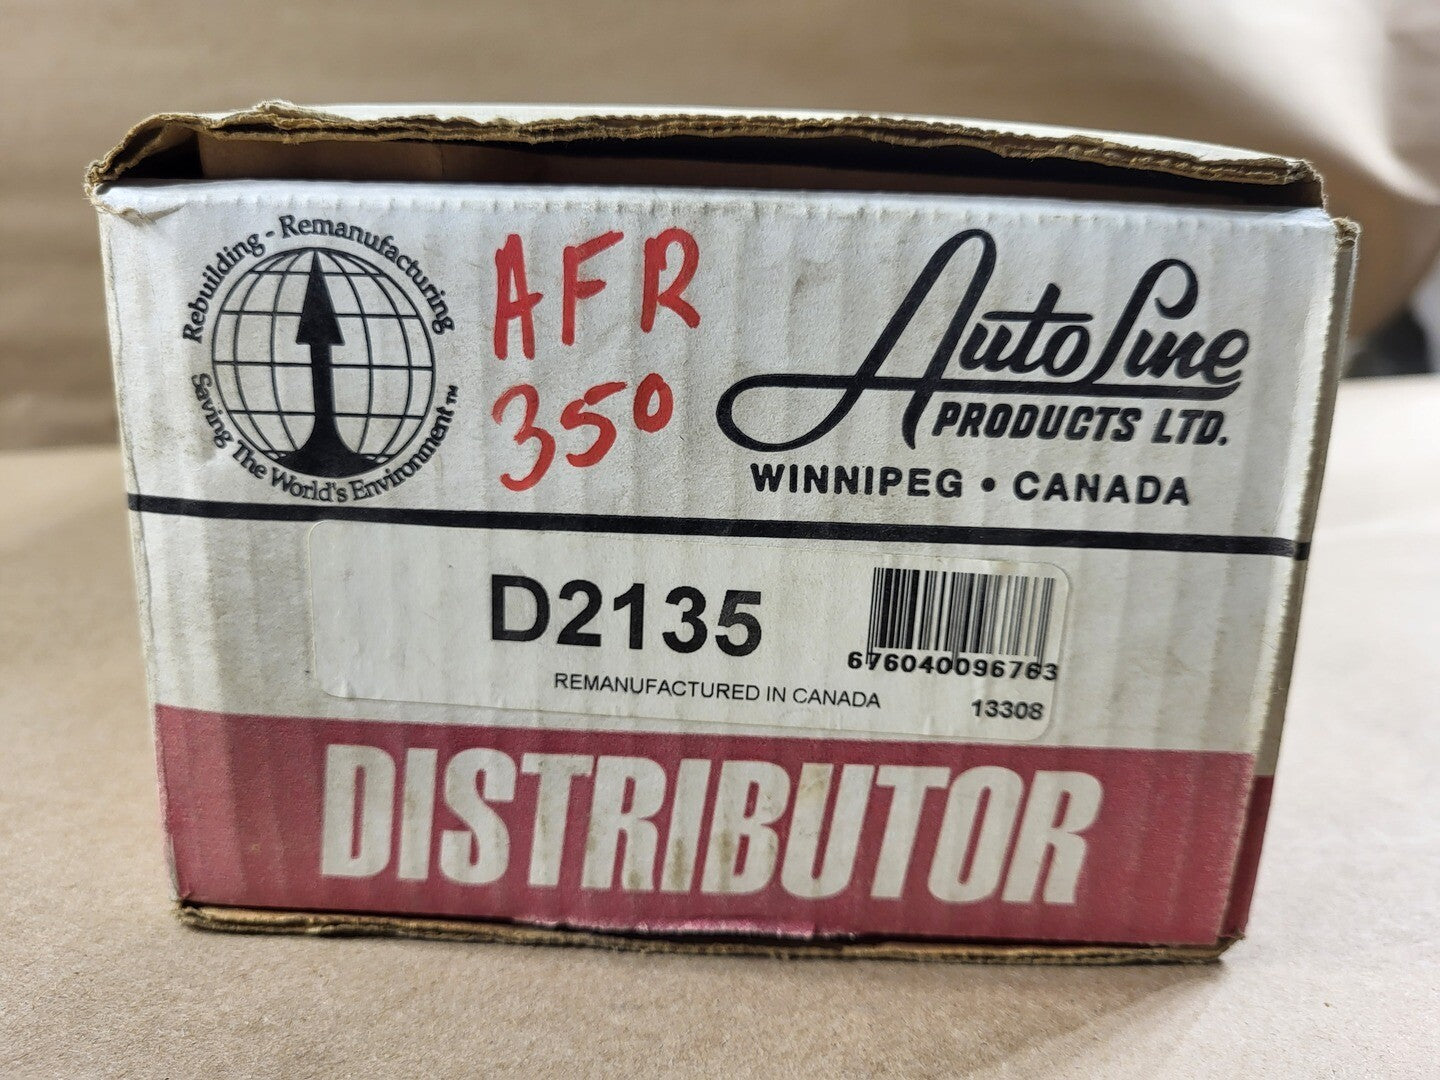 Rebuilding - Remanufacturing
Saving The World's Environment™
AFR
350
AutoLine
PRODUCTS LTD.
WINNIPEG • CANADA
D2135
676040096763
REMANUFACTURED IN CANADA
13308
DISTRIBUTOR